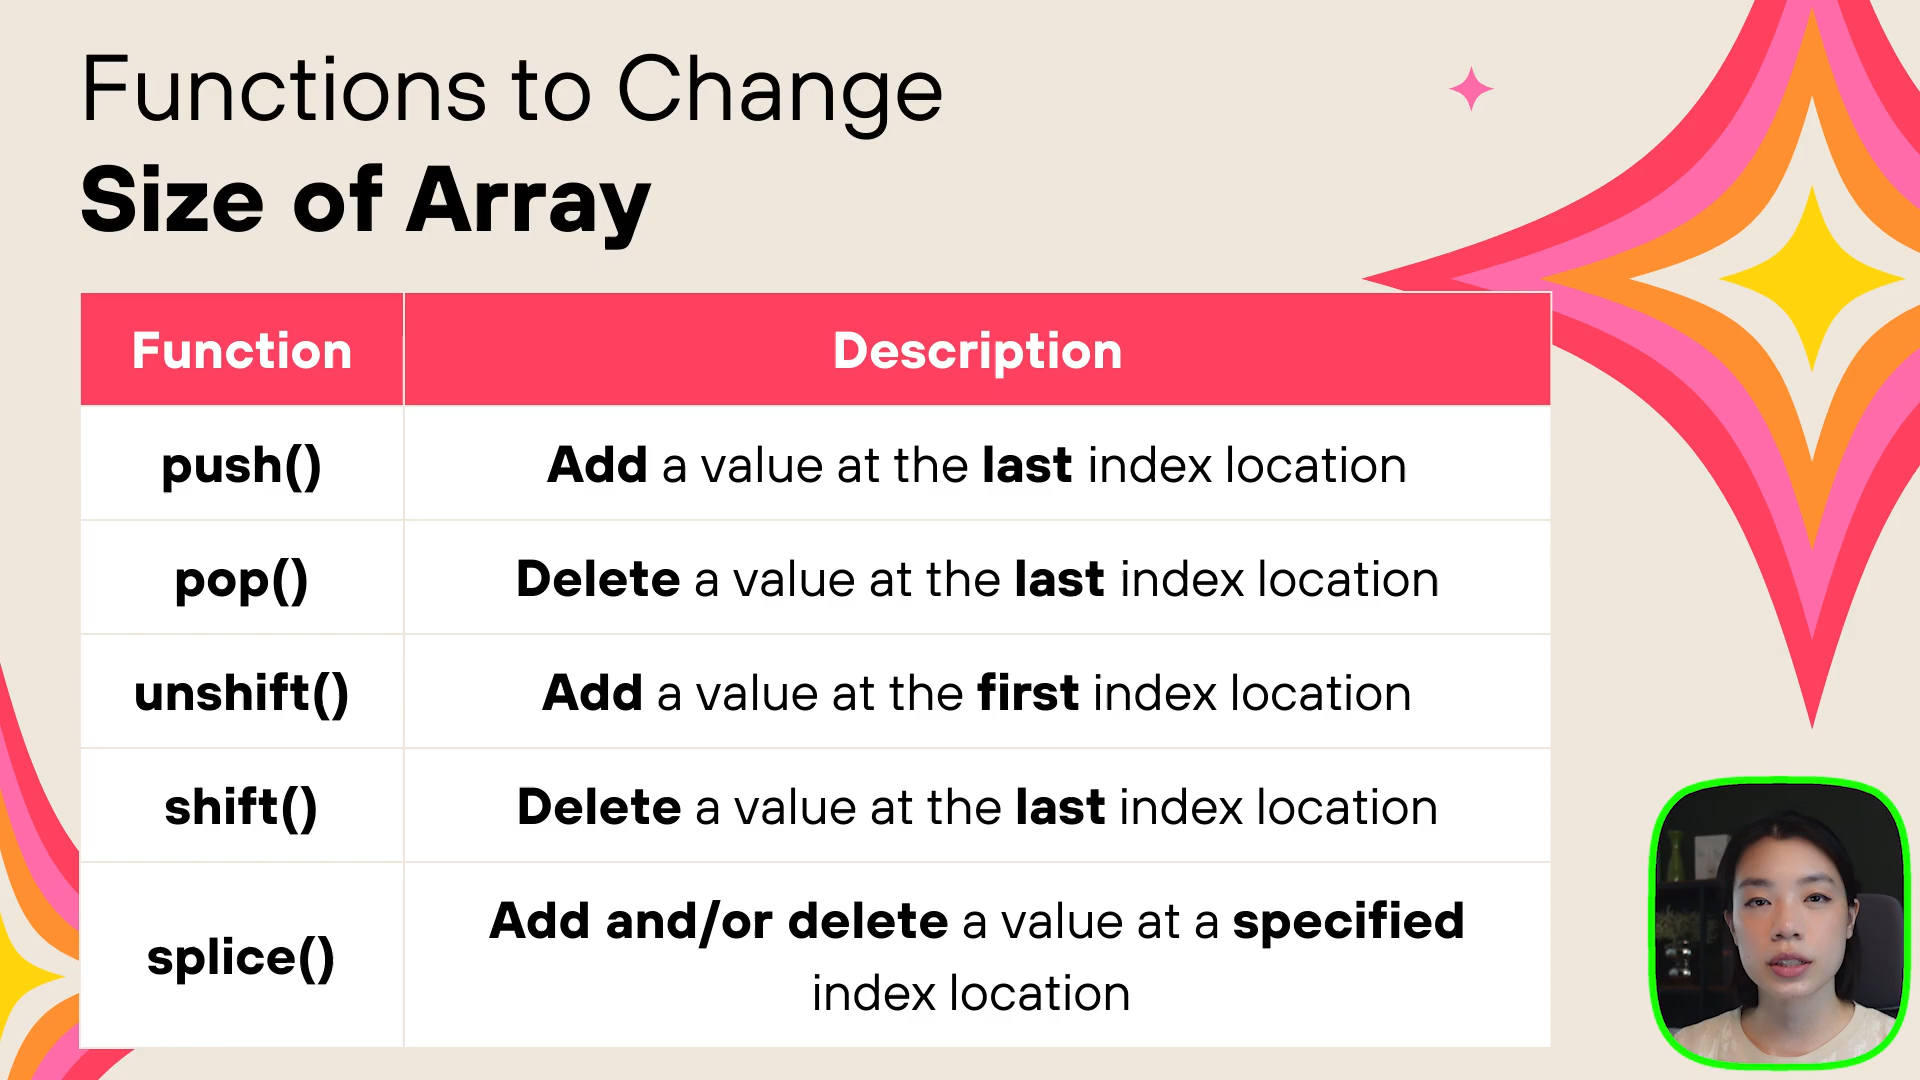 Functions to Change
Size of Array
Function Description
push() Add a value at the last index location
pop() Delete a value at the last index location
unshift() Add a value at the first index location
shift() Delete a value at the last index location
splice() Add and/or delete a value at a specified
index location